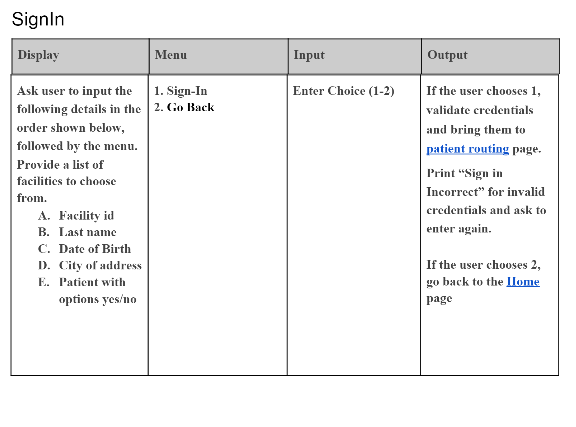 SignIn
Display
Menu
Input
Output
Ask user to input the
following details in the
order shown below,
followed by the menu.
Provide a list of
facilities to choose
from.
A. Facility id
B. Last name
C. Date of Birth
D. City of address
E. Patient with
options yes/no
1. Sign-In
2. Go Back
Enter Choice (1-2)
If the user chooses 1,
validate credentials
and bring them to
patient routing page.
Print “Sign in
Incorrect” for invalid
credentials and ask to
enter again.
If the user chooses 2,
go back to the Home
page